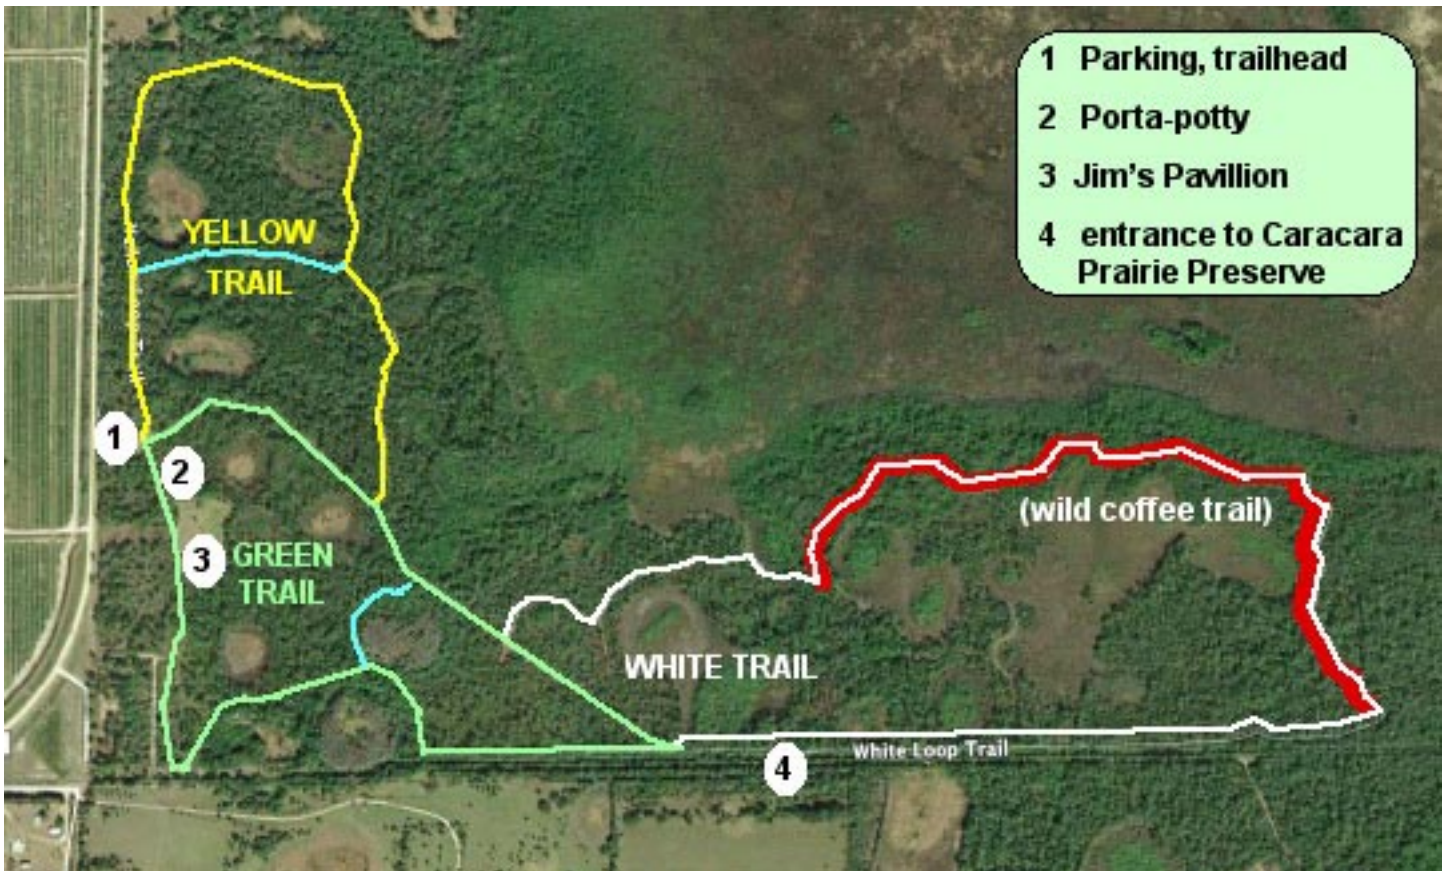 1 Parking, trailhead
2 Porta-potty
3 Jim's Pavillion
4 entrance to Caracara
Prairie Preserve
YELLOW
TRAIL
1
2
3
GREEN
TRAIL
(wild coffee trail)
WHITE TRAIL
White Loop Trail
4